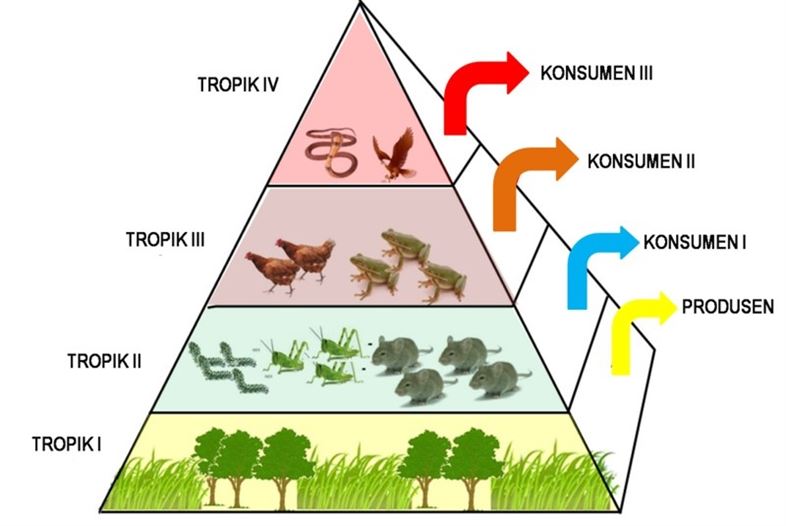 TROPIK IV
KONSUMEN III
KONSUMEN II
TROPIK III
KONSUMEN I
PRODUSEN
TROPIK II
TROPIK I